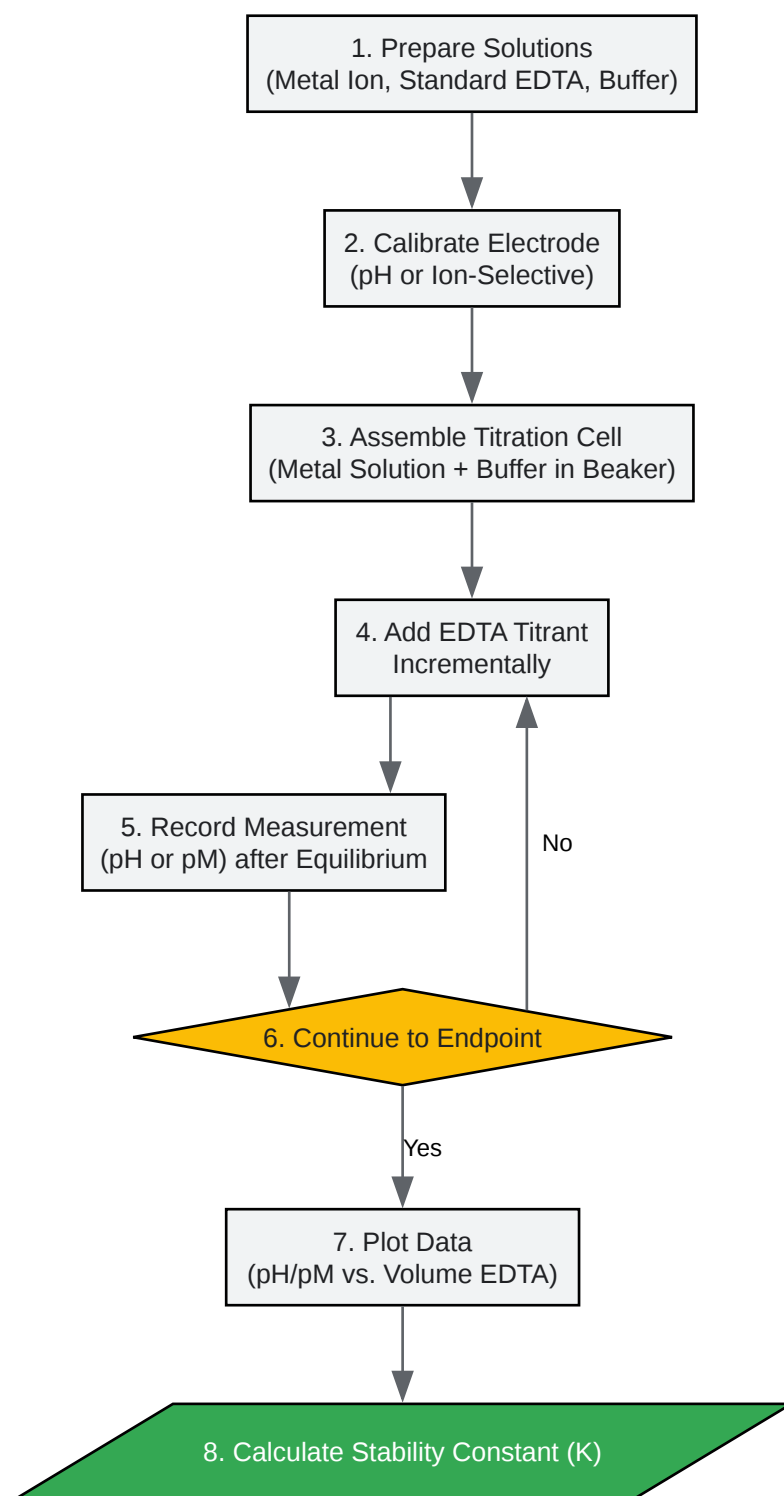 1. Prepare Solutions
(Metal Ion, Standard EDTA, Buffer)
2. Calibrate Electrode
(pH or Ion-Selective)
3. Assemble Titration Cell
(Metal Solution + Buffer in Beaker)
4. Add EDTA Titrant
Incrementally
5. Record Measurement
(pH or pM) after Equilibrium
No
6. Continue to Endpoint
Yes
7. Plot Data
(pH/pM vs. Volume EDTA)
8. Calculate Stability Constant (K)